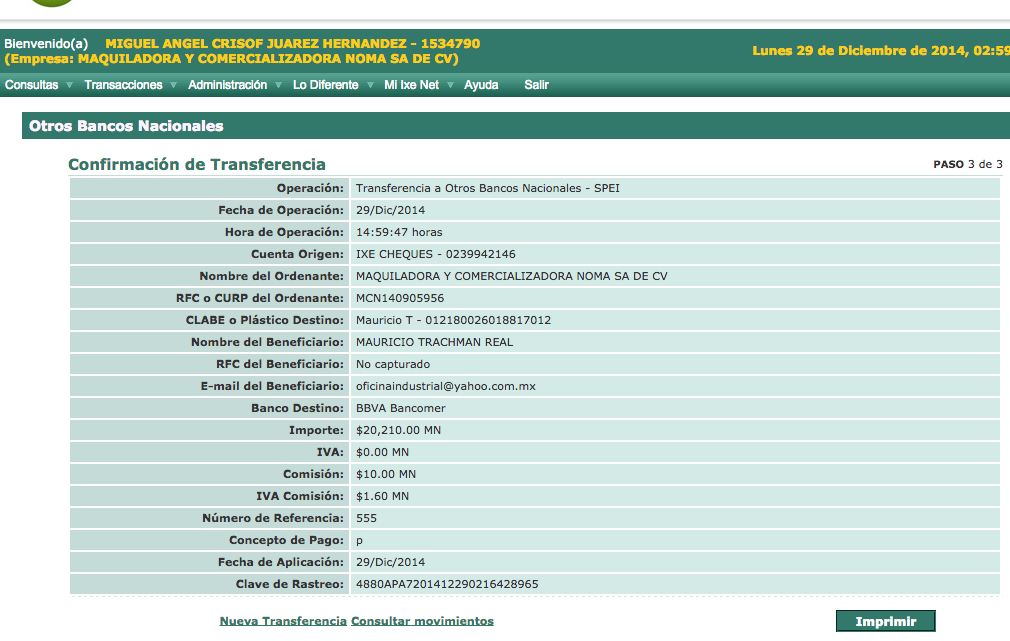 Bienvenido(a) MIGUEL ANGEL CRISOF JUAREZ HERNANDEZ - 1534790
(Empresa: MAQUILADORA Y COMERCIALIZADORA NOMA SA DE CV)
Lunes 29 de Diciembre de 2014, 02:59
Consultas Transacciones Administración Lo Diferente Mi Ixe Net Ayuda Salir
Otros Bancos Nacionales
Confirmación de Transferencia
PASO 3 de 3
Operación: Transferencia a Otros Bancos Nacionales - SPEI
Fecha de Operación: 29/Dic/2014
Hora de Operación: 14:59:47 horas
Cuenta Origen: IXE CHEQUES - 0239942146
Nombre del Ordenante: MAQUILADORA Y COMERCIALIZADORA NOMA SA DE CV
RFC o CURP del Ordenante: MCN140905956
CLABE o Plástico Destino: Mauricio T - 012180026018817012
Nombre del Beneficiario: MAURICIO TRACHMAN REAL
RFC del Beneficiario: No capturado
E-mail del Beneficiario: oficinaindustrial@yahoo.com.mx
Banco Destino: BBVA Bancomer
Importe: $20,210.00 MN
IVA: $0.00 MN
Comisión: $10.00 MN
IVA Comisión: $1.60 MN
Número de Referencia: 555
Concepto de Pago: p
Fecha de Aplicación: 29/Dic/2014
Clave de Rastreo: 4880APA7201412290216428965
Nueva Transferencia Consultar movimientos
Imprimir